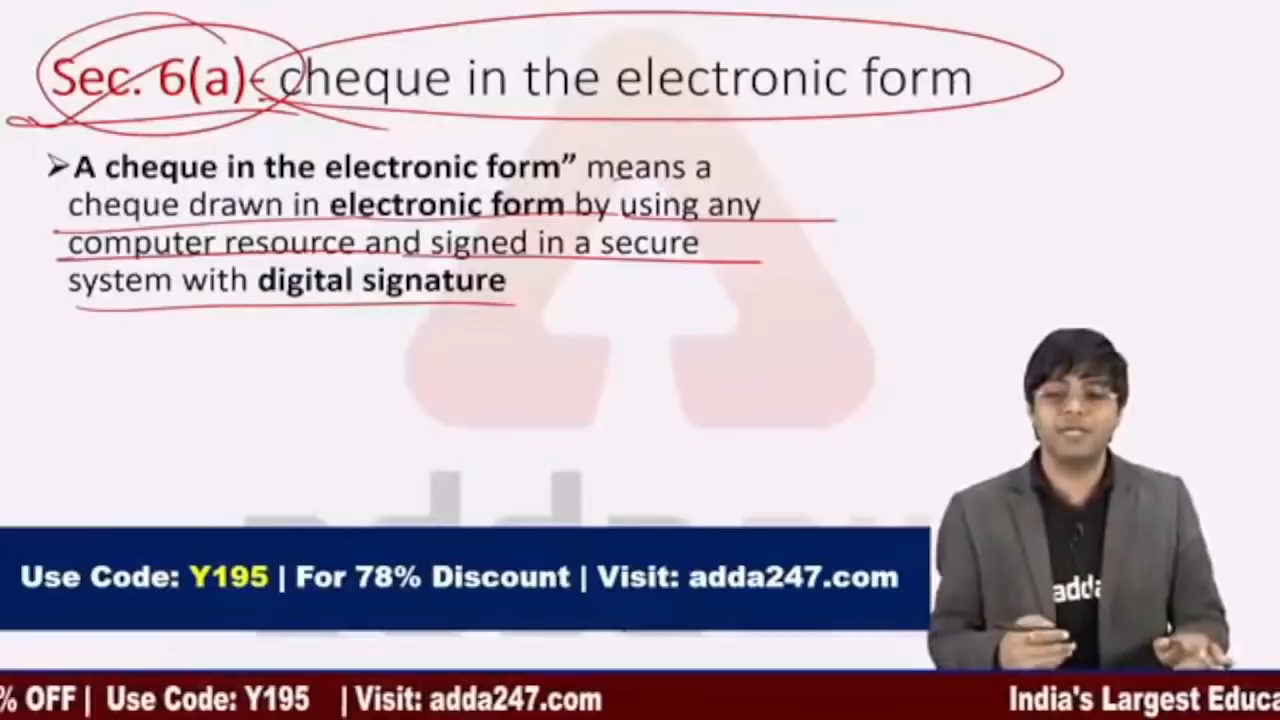 Sec. 6(a)- cheque in the electronic form
➢A cheque in the electronic form” means a
cheque drawn in electronic form by using any
computer resource and signed in a secure
system with digital signature
adda
Use Code: Y195 | For 78% Discount | Visit: adda247.com
adda
% OFF | Use Code: Y195 | Visit: adda247.com
India's Largest Educa